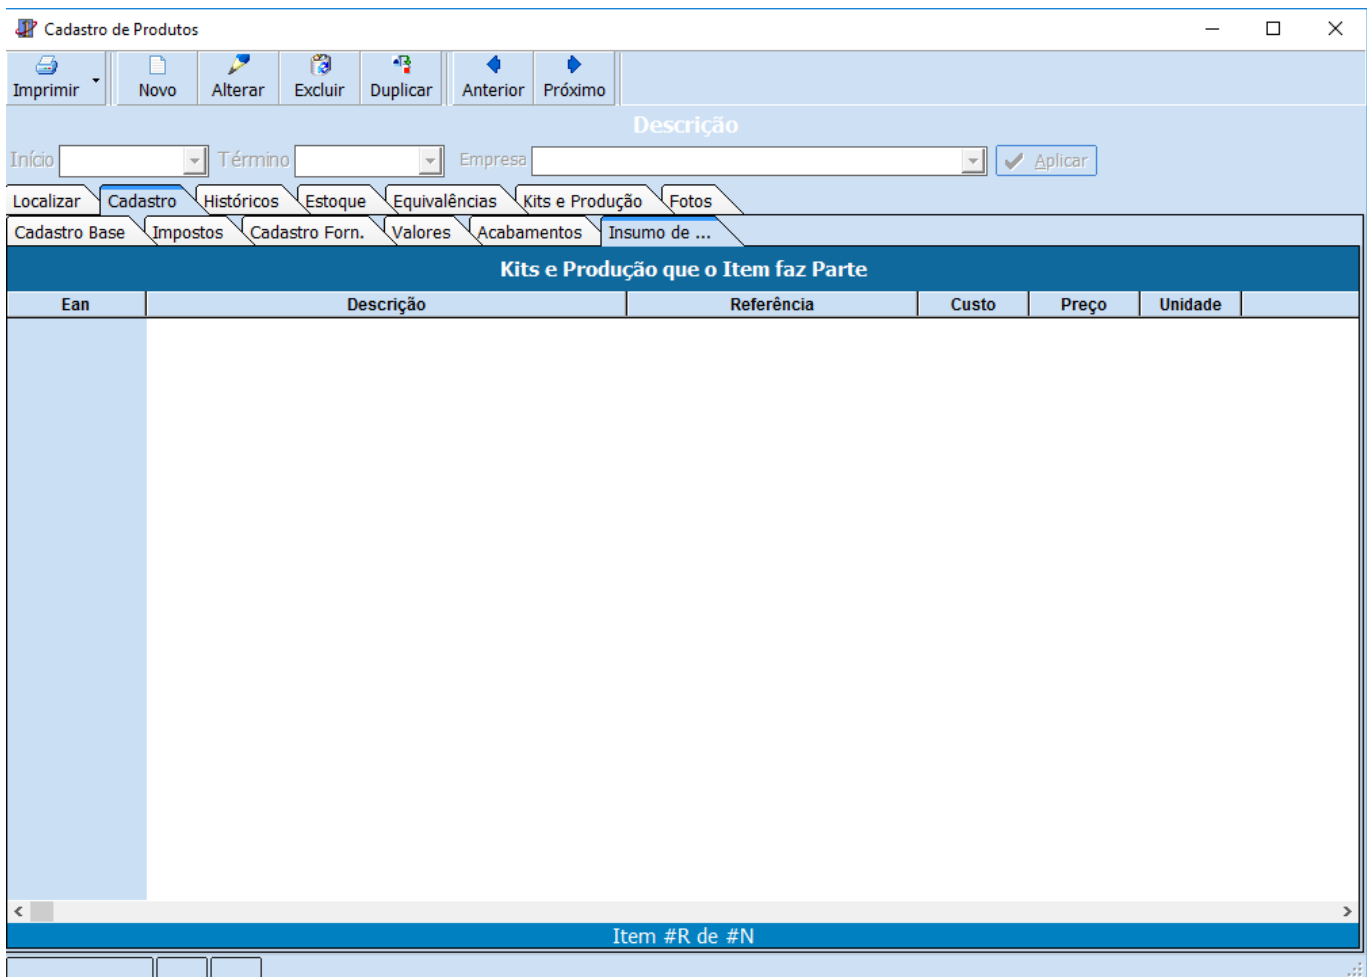 Cadastro de Produtos
Imprimir Novo Alterar Excluir Duplicar Anterior Próximo
Descrição
Início Término Empresa Aplicar
Localizar Cadastro Históricos Estoque Equivalências Kits e Produção Fotos
Cadastro Base Impostos Cadastro Forn. Valores Acabamentos Insumo de ...
Kits e Produção que o Item faz Parte
Ean Descrição Referência Custo Preço Unidade
Item #R de #N